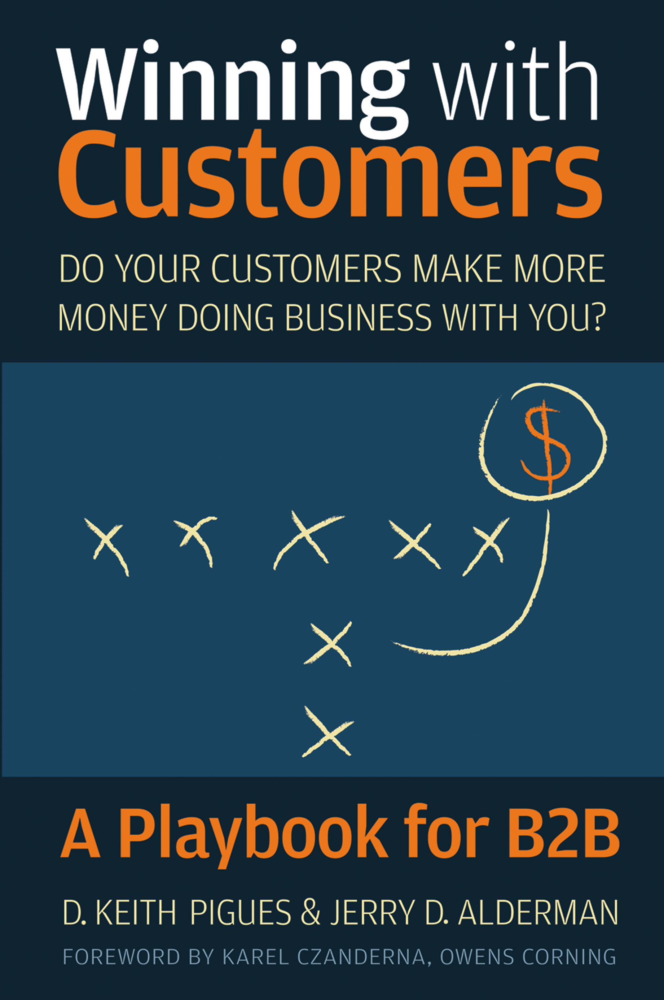 Winning with
Customers
DO YOUR CUSTOMERS MAKE MORE
MONEY DOING BUSINESS WITH YOU?
$
A Playbook for B2B
D. KEITH PIGUES & JERRY D. ALDERMAN
FOREWORD BY KAREL CZANDERNA, OWENS CORNING